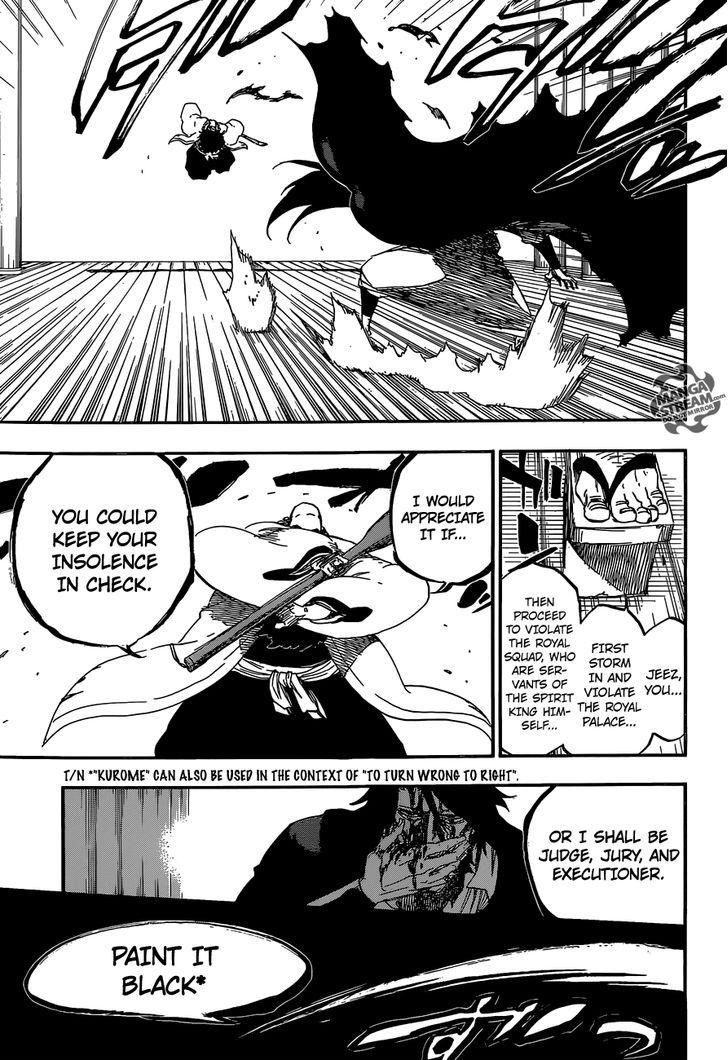 MANGA
STREAM.com
JEEZ,
YOU...
FIRST
STORM
IN AND
VIOLATE
THE ROYAL
PALACE...
THEN
PROCEED
TO VIOLATE
THE ROYAL
SQUAD, WHO
ARE SER-
VANTS OF
THE SPIRIT
KING HIM-
SELF...
I WOULD
APPRECIATE
IT IF...
YOU COULD
KEEP YOUR
INSOLENCE
IN CHECK.
T/N *"KUROME" CAN ALSO BE USED IN THE CONTEXT OF "TO TURN WRONG TO RIGHT".
OR I SHALL BE
JUDGE, JURY, AND
EXECUTIONER.
PAINT IT
BLACK*